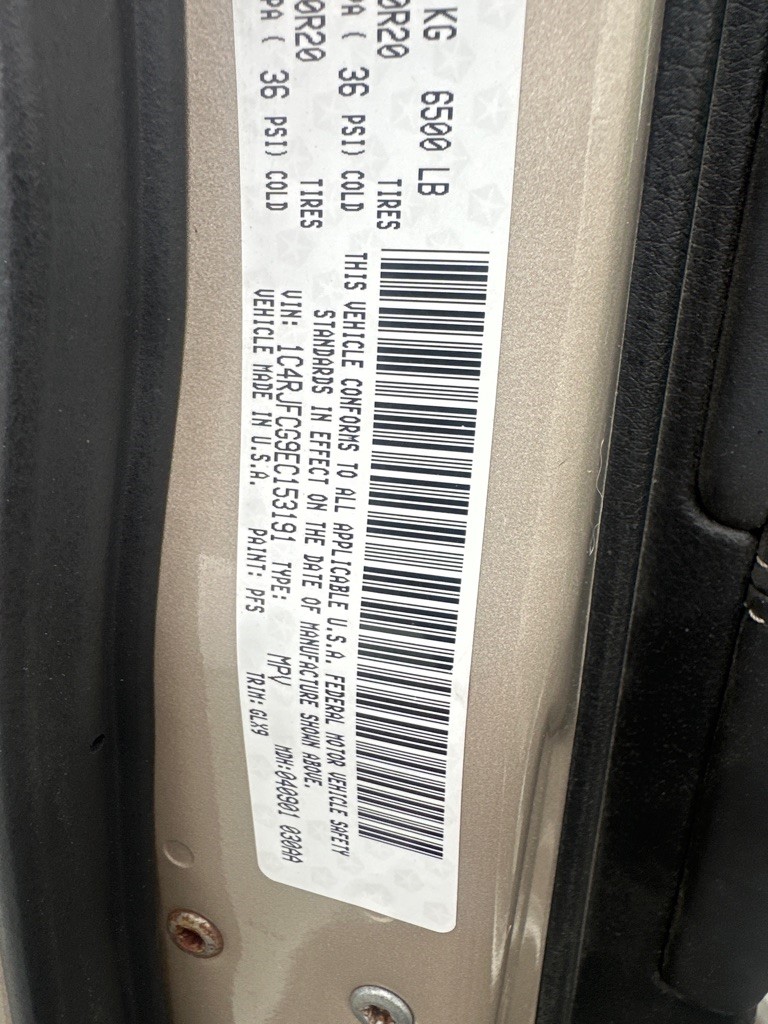 KG 6500 LB
0R20 TIRES
PA ( 36 PSI) COLD
0R20 TIRES
PA ( 36 PSI) COLD
THIS VEHICLE CONFORMS TO ALL APPLICABLE U.S.A. FEDERAL MOTOR VEHICLE SAFETY
STANDARDS IN EFFECT ON THE DATE OF MANUFACTURE SHOWN ABOVE.
VIN: 1C4RJFCG9EC153191 TYPE: MPV MDH:040901 030AA
VEHICLE MADE IN U.S.A. PAINT: PFS TRIM: GLX9